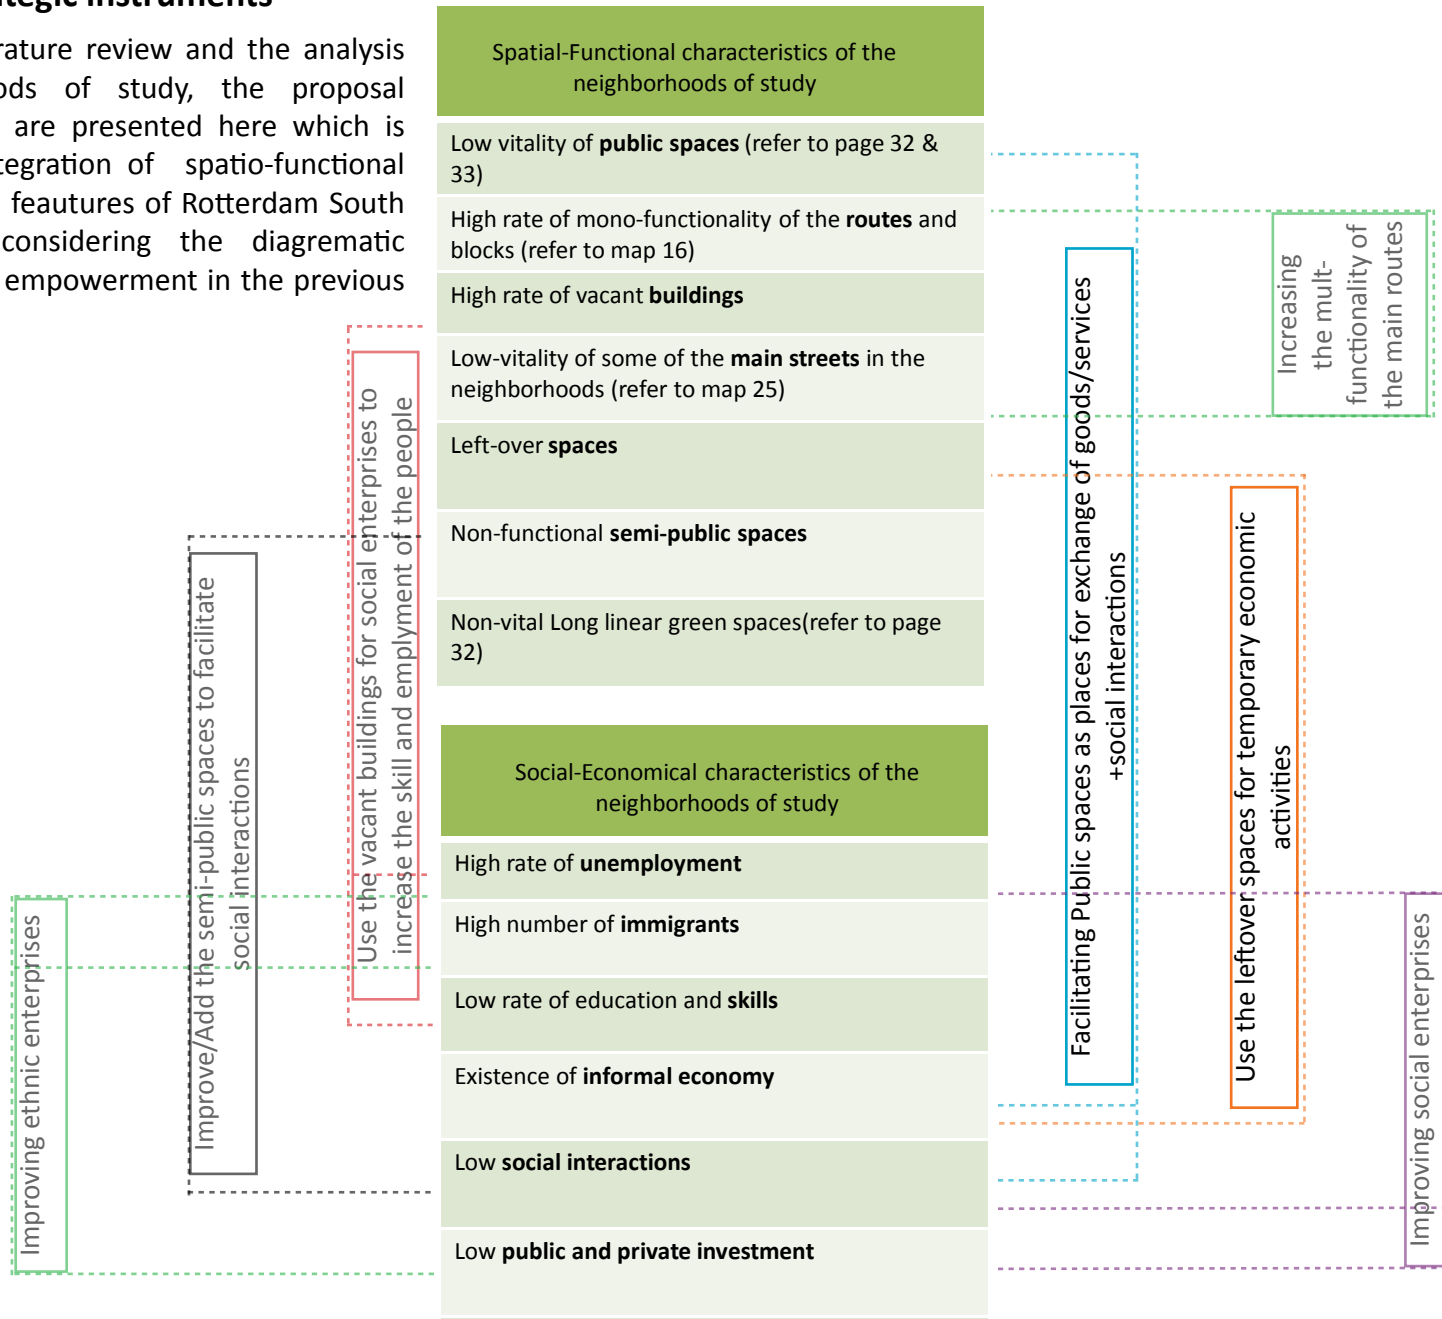 tegic instruments
rature review and the analysis
ods of study, the proposal
are presented here which is
tegration of spatio-functional
feautures of Rotterdam South
considering the diagrematic
empowerment in the previous
Spatial-Functional characteristics of the
neighborhoods of study
Low vitality of public spaces (refer to page 32 &
33)
High rate of mono-functionality of the routes and
blocks (refer to map 16)
High rate of vacant buildings
Low-vitality of some of the main streets in the
neighborhoods (refer to map 25)
Left-over spaces
Non-functional semi-public spaces
Non-vital Long linear green spaces(refer to page
32)
Social-Economical characteristics of the
neighborhoods of study
High rate of unemployment
High number of immigrants
Low rate of education and skills
Existence of informal economy
Low social interactions
Low public and private investment
Improving ethnic enterprises
Improve/Add the semi-public spaces to facilitate
social interactions
Use the vacant buildings for social enterprises to
increase the skill and emplyment of the people
Facilitating Public spaces as places for exchange of goods/services
+social interactions
Use the leftover spaces for temporary economic
activities
Increasing
the mult-
functionality of
the main routes
Improving social enterprises